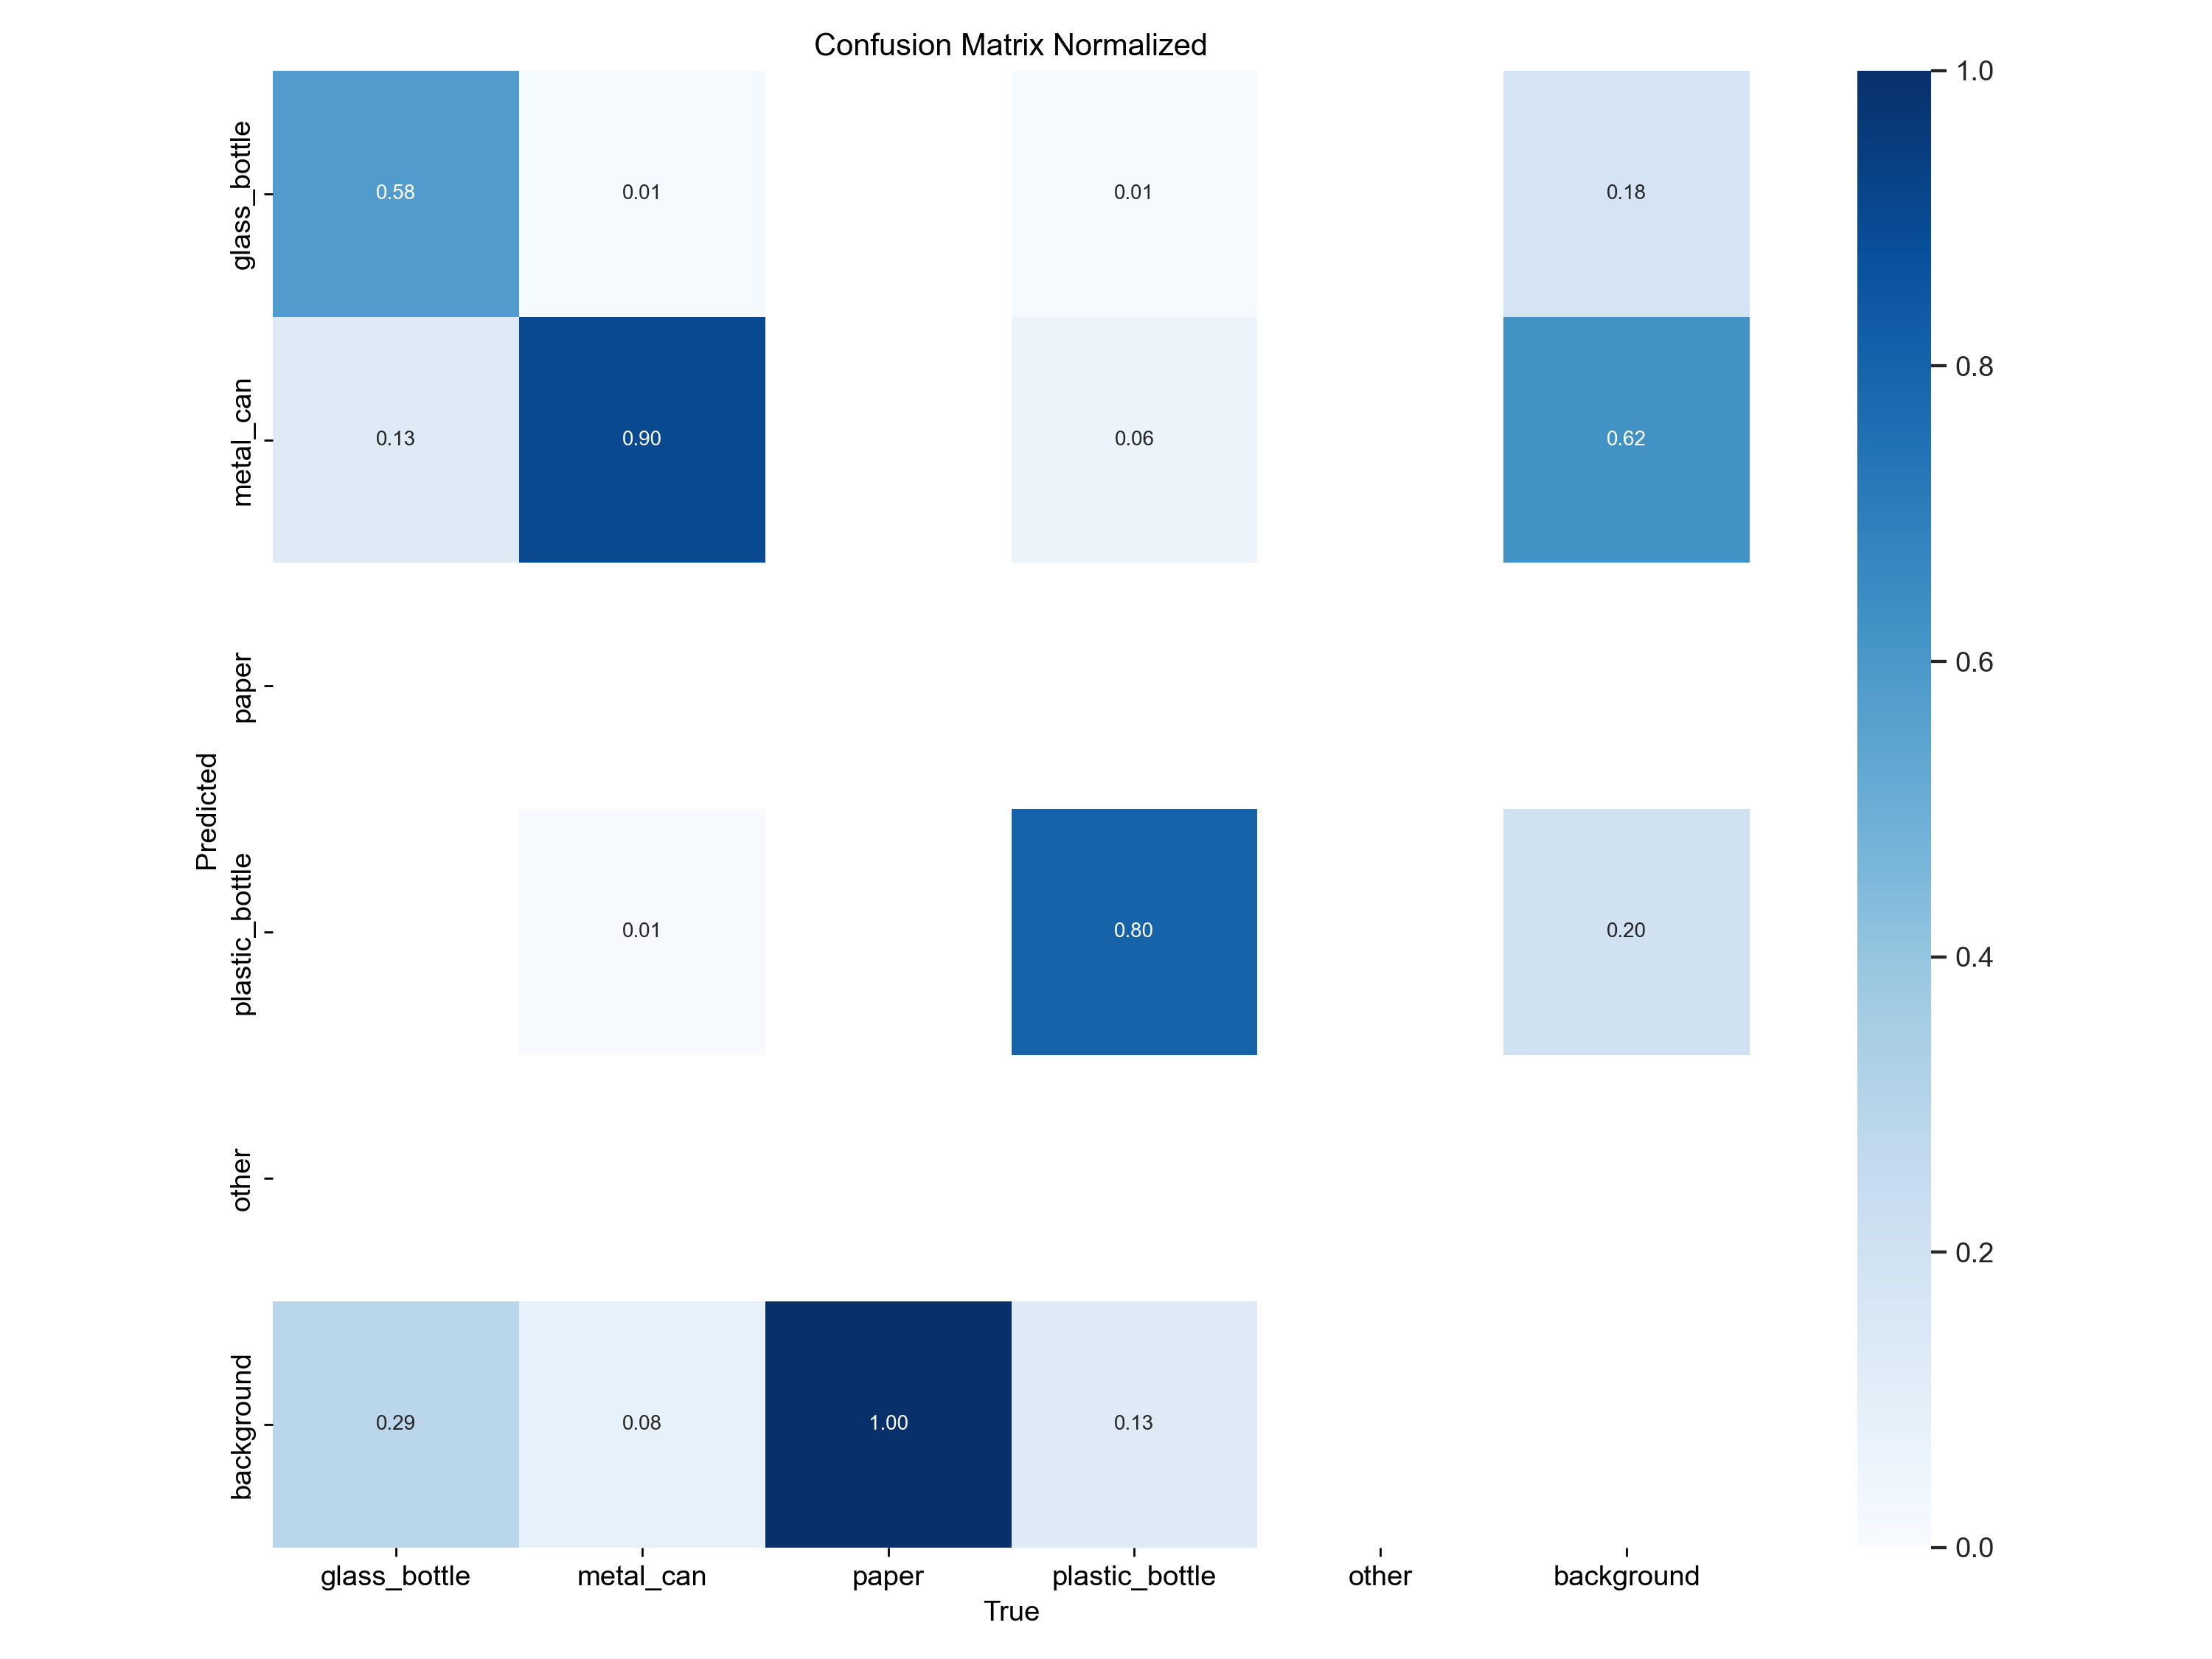 Confusion Matrix Normalized
glass_bottle
0.58
0.01
0.01
0.18
metal_can
0.13
0.90
0.06
0.62
paper
plastic_bottle
0.01
0.80
0.20
other
background
0.29
0.08
1.00
0.13
Predicted
glass_bottle
metal_can
paper
plastic_bottle
other
background
True
1.0
0.8
0.6
0.4
0.2
0.0